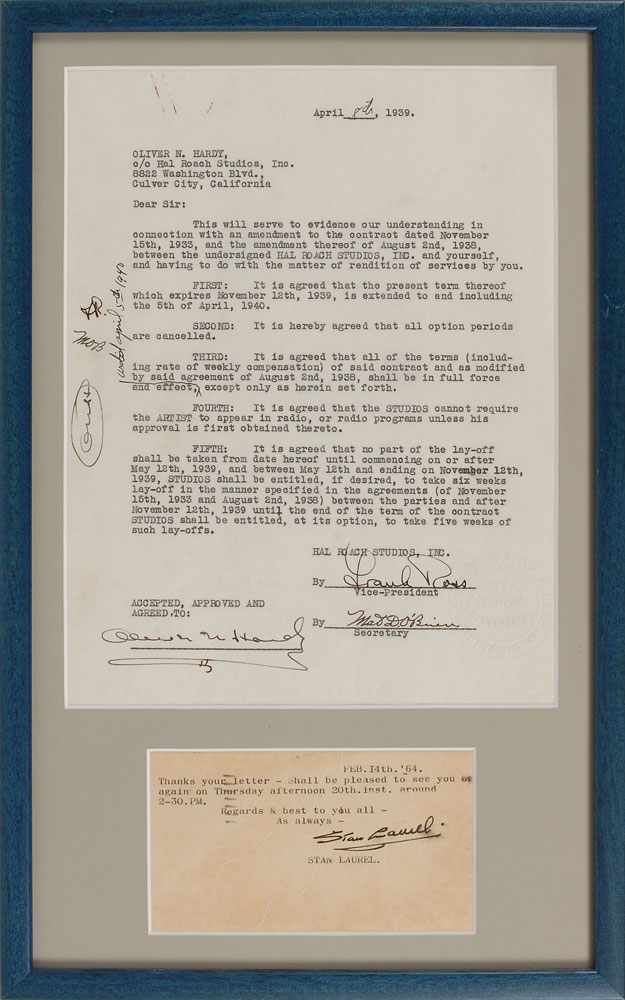 April 8th, 1939.
OLIVER N. HARDY,
c/o Hal Roach Studios, Inc.
8822 Washington Blvd.,
Culver City, California
Dear Sir:
This will serve to evidence our understanding in
connection with an amendment to the contract dated November
15th, 1933, and the amendment thereof of August 2nd, 1938,
between the undersigned HAL ROACH STUDIOS, INC. and yourself,
and having to do with the matter of rendition of services by you.
FIRST: It is agreed that the present term thereof
which expires November 12th, 1939, is extended to and including
the 5th of April, 1940.
SECOND: It is hereby agreed that all option periods
are cancelled.
THIRD: It is agreed that all of the terms (includ-
ing rate of weekly compensation) of said contract and as modified
by said agreement of August 2nd, 1938, shall be in full force
and effect, except only as herein set forth.
until april 5th 1940
FOURTH: It is agreed that the STUDIOS cannot require
the ARTIST to appear in radio, or radio programs unless his
approval is first obtained thereto.
FIFTH: It is agreed that no part of the lay-off
shall be taken from date hereof until commencing on or after
May 12th, 1939, and between May 12th and ending on November 12th,
1939, STUDIOS shall be entitled, if desired, to take six weeks
lay-off in the manner specified in the agreements (of November
15th, 1933 and August 2nd, 1938) between the parties and after
November 12th, 1939 until the end of the term of the contract
STUDIOS shall be entitled, at its option, to take five weeks of
such lay-offs.
HAL ROACH STUDIOS, INC.
By Frank Ross
Vice-President
ACCEPTED, APPROVED AND
AGREED TO:
Oliver N Hardy
By Mat D. O'Brien
Secretary
FEB.14th.'64.
Thanks your letter - Shall be pleased to see you
again on Thursday afternoon 20th.inst. around
2-30.PM.
Regards & best to you all -
As always -
Stan Laurel
STAN LAUREL.